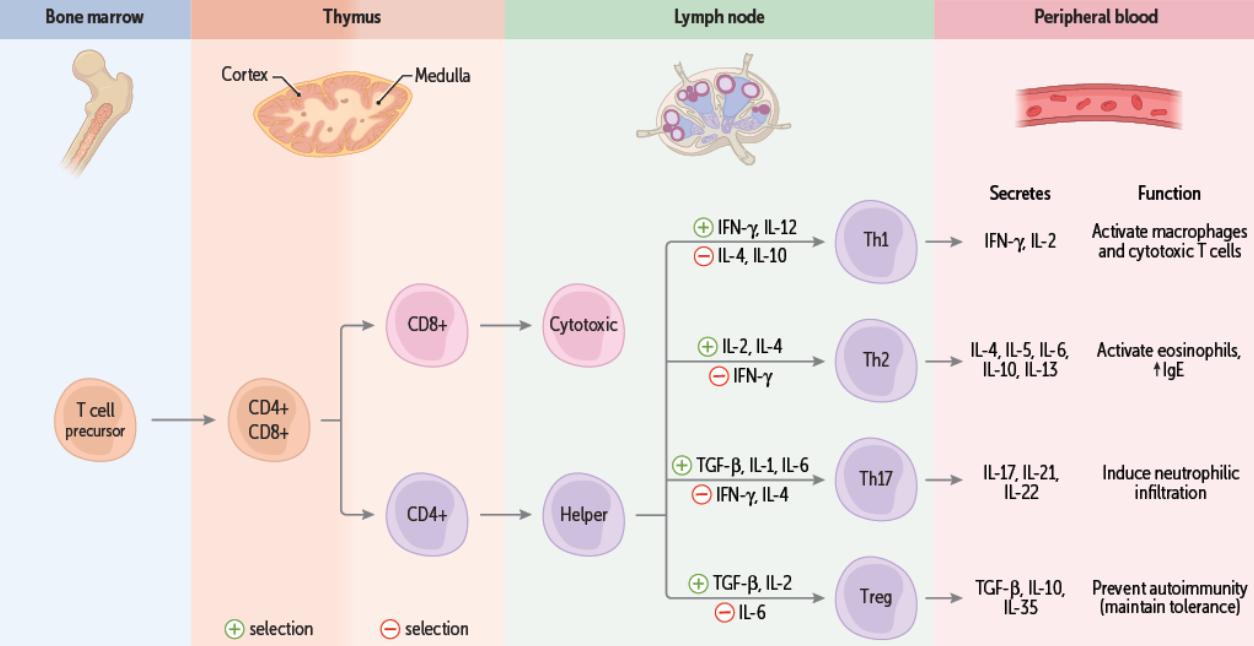 Bone marrow
Thymus
Lymph node
Peripheral blood
Cortex
Medulla
Secretes
Function
T cell
precursor
CD4+
CD8+
CD8+
CD4+
Cytotoxic
Helper
+ IFN-γ, IL-12
− IL-4, IL-10
Th1
IFN-γ, IL-2
Activate macrophages
and cytotoxic T cells
+ IL-2, IL-4
− IFN-γ
Th2
IL-4, IL-5, IL-6,
IL-10, IL-13
Activate eosinophils,
↑IgE
+ TGF-β, IL-1, IL-6
− IFN-γ, IL-4
Th17
IL-17, IL-21,
IL-22
Induce neutrophilic
infiltration
+ TGF-β, IL-2
− IL-6
Treg
TGF-β, IL-10,
IL-35
Prevent autoimmunity
(maintain tolerance)
+ selection
− selection